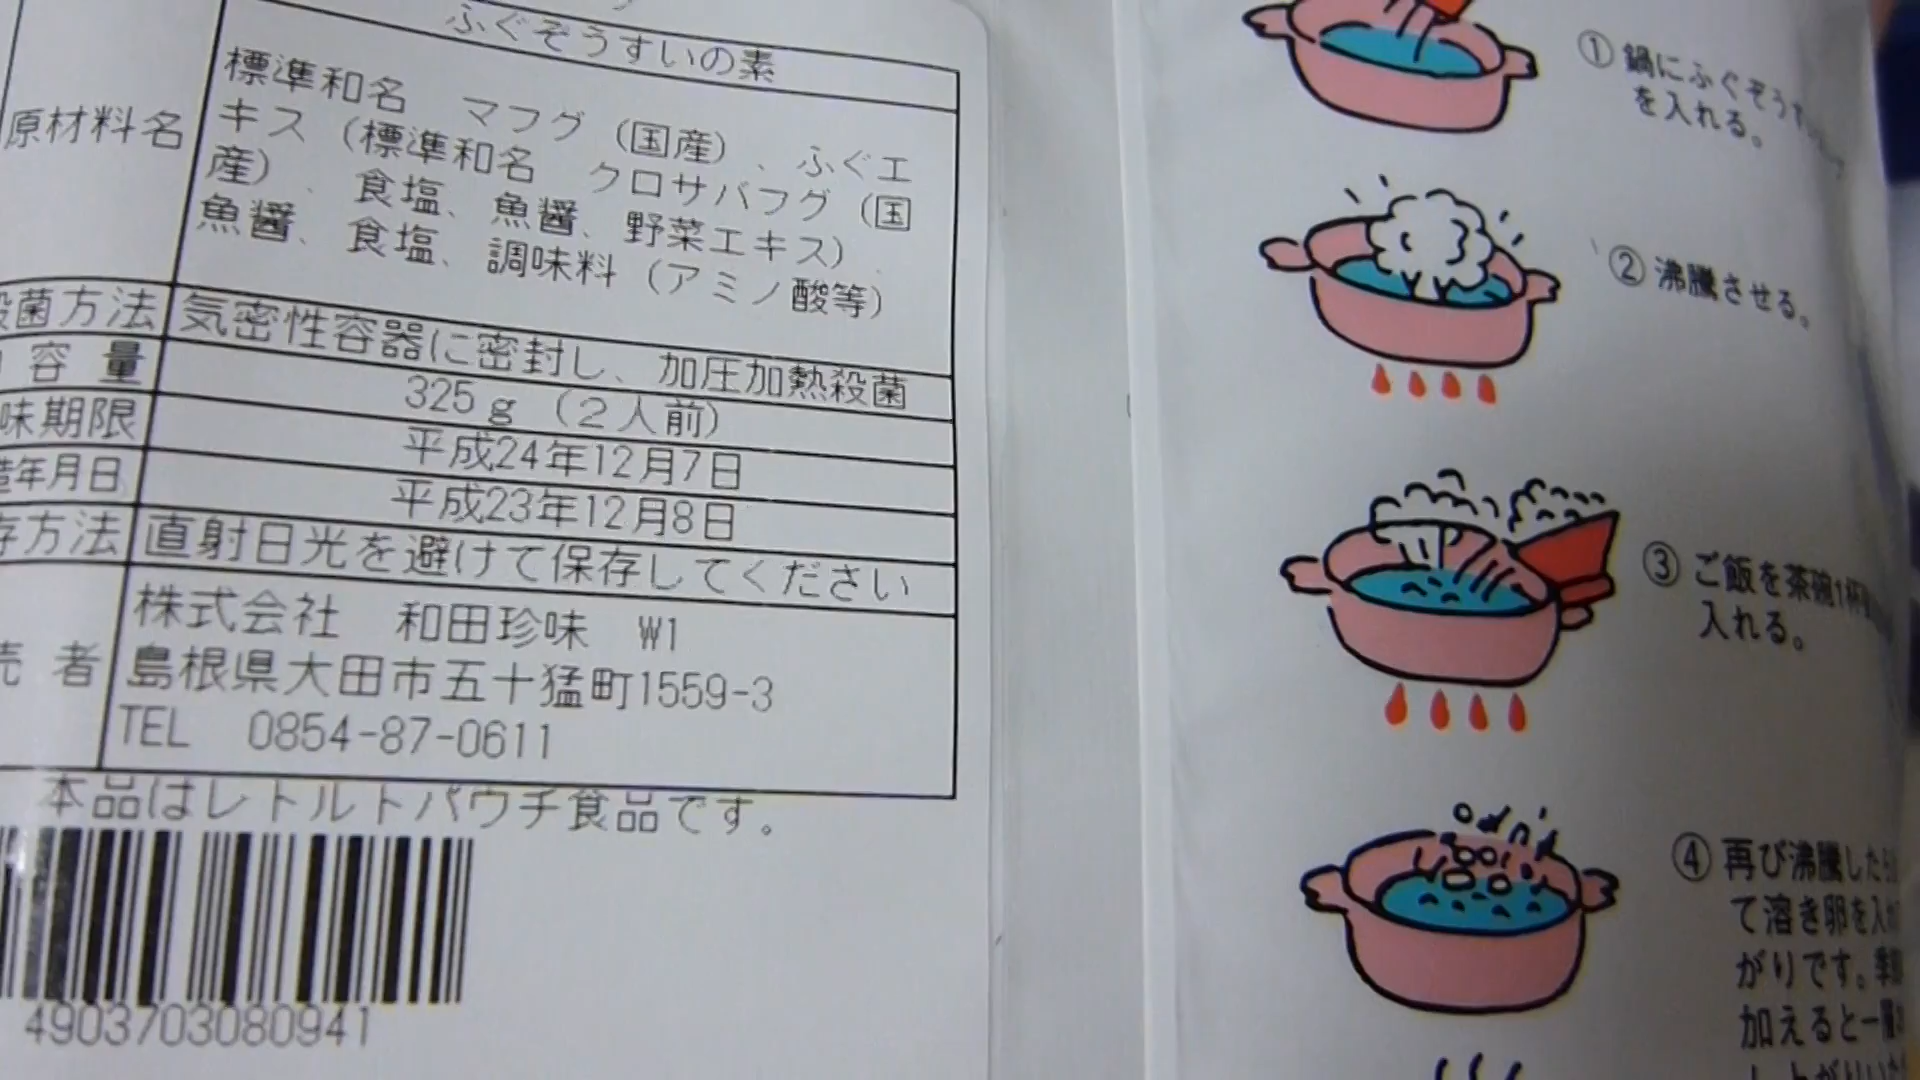 ふぐぞうすいの素
原材料名
標準和名 マフグ（国産）、ふぐエ
キス（標準和名 クロサバフグ（国
産）、食塩、魚醤、野菜エキス）、
魚醤、食塩、調味料（アミノ酸等）
菌方法 気密性容器に密封し、加圧加熱殺菌
容量 325g（2人前）
味期限 平成24年12月7日
年月日 平成23年12月8日
存方法 直射日光を避けて保存してください
者
株式会社 和田珍味 W1
島根県大田市五十猛町1559-3
TEL 0854-87-0611
本品はレトルトパウチ食品です。
4903703080941
① 鍋にふぐぞうす
を入れる。
② 沸騰させる。
③ ご飯を茶碗1杯
入れる。
④ 再び沸騰した
て溶き卵を入
がりです。
加えると一